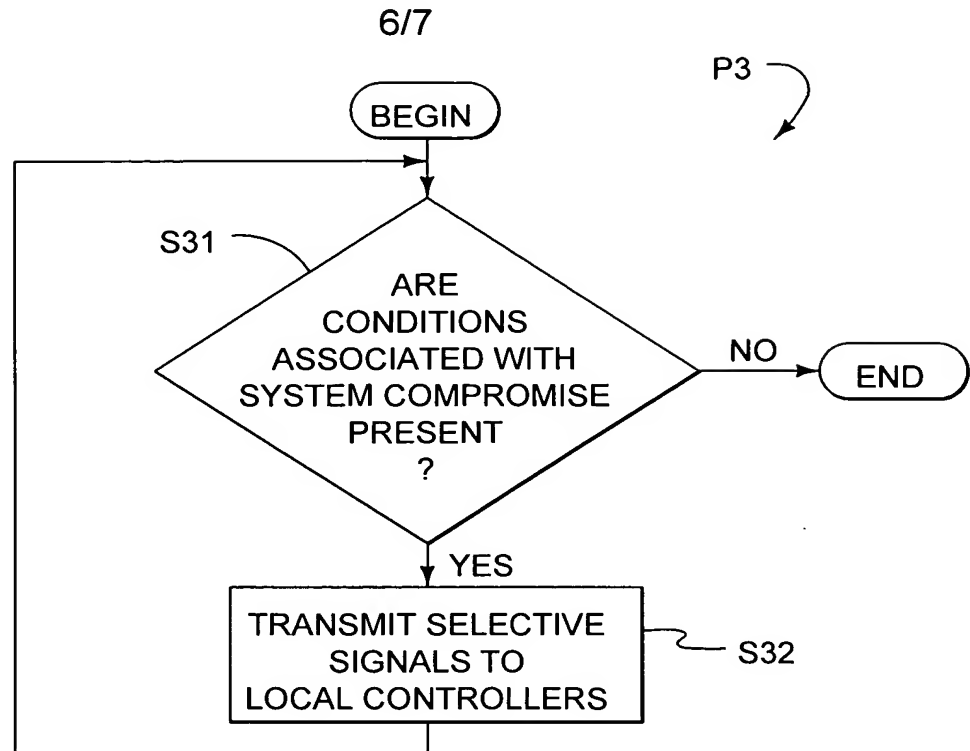 6/7
P3
BEGIN
S31
ARE
CONDITIONS
ASSOCIATED WITH
SYSTEM COMPROMISE
PRESENT
?
NO
END
YES
TRANSMIT SELECTIVE
SIGNALS TO
LOCAL CONTROLLERS
S32